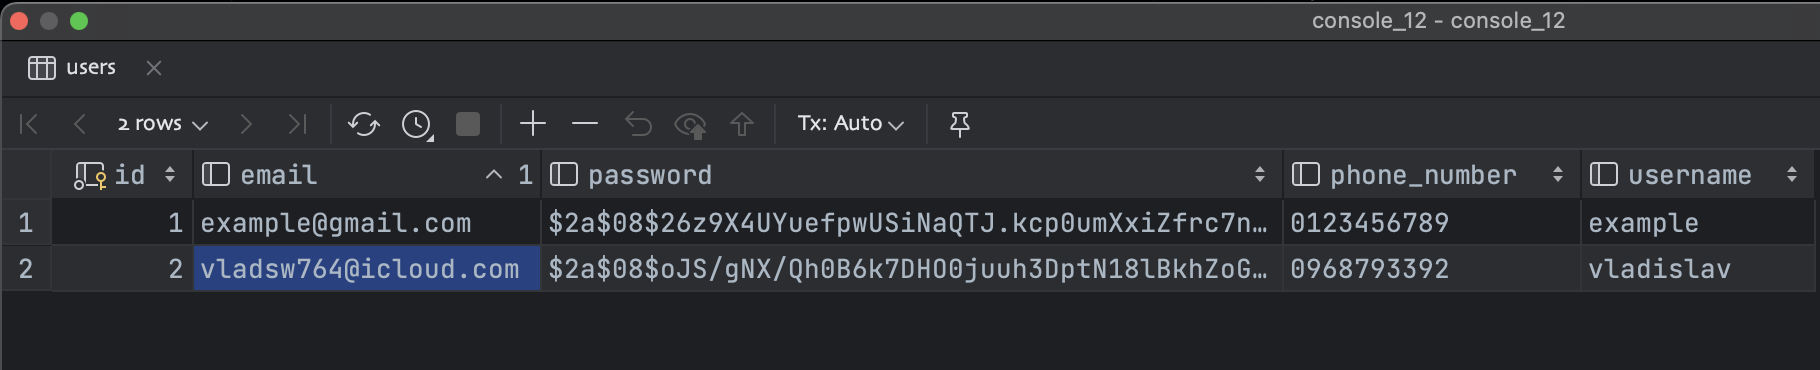 console_12 - console_12
users
2 rows Tx: Auto
id email 1 password phone_number username
1 1 example@gmail.com $2a$08$26z9X4UYuefpwUSiNaQTJ.kcp0umXxiZfrc7n… 0123456789 example
2 2 vladsw764@icloud.com $2a$08$oJS/gNX/Qh0B6k7DHO0juuh3DptN18lBkhZoG… 0968793392 vladislav